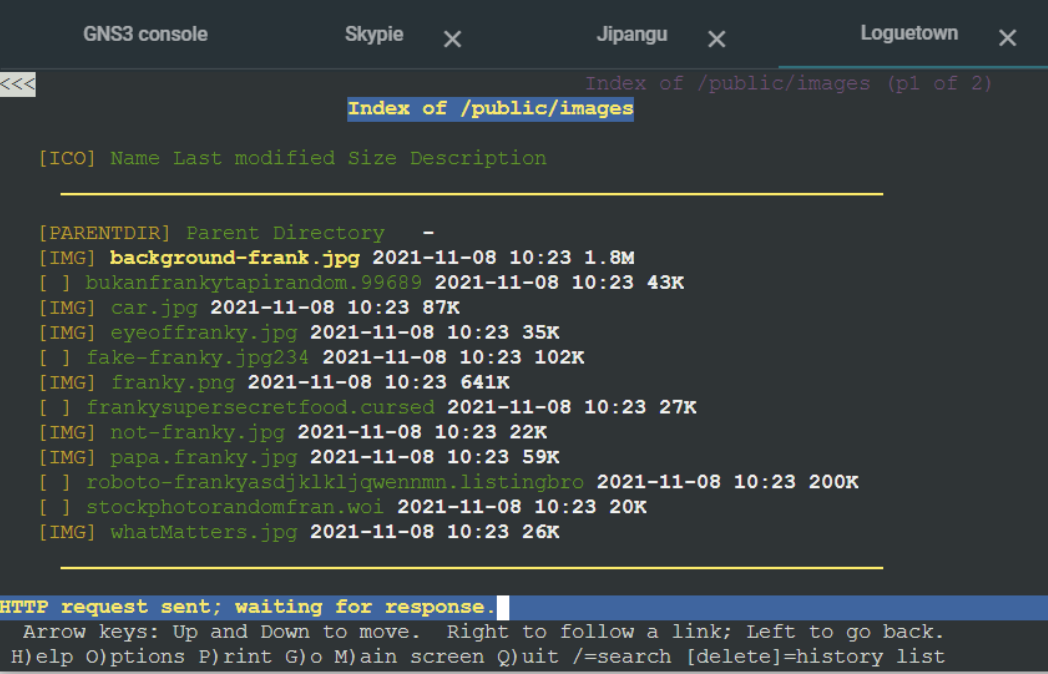 GNS3 console Skypie × Jipangu × Loguetown ×
<<< Index of /public/images (p1 of 2)
Index of /public/images
[ICO] Name Last modified Size Description
[PARENTDIR] Parent Directory -
[IMG] background-frank.jpg 2021-11-08 10:23 1.8M
[ ] bukanfrankytapirandom.99689 2021-11-08 10:23 43K
[IMG] car.jpg 2021-11-08 10:23 87K
[IMG] eyeoffranky.jpg 2021-11-08 10:23 35K
[ ] fake-franky.jpg234 2021-11-08 10:23 102K
[IMG] franky.png 2021-11-08 10:23 641K
[ ] frankysupersecretfood.cursed 2021-11-08 10:23 27K
[IMG] not-franky.jpg 2021-11-08 10:23 22K
[IMG] papa.franky.jpg 2021-11-08 10:23 59K
[ ] roboto-frankyasdjklkljqwennmn.listingbro 2021-11-08 10:23 200K
[ ] stockphotorandomfran.woi 2021-11-08 10:23 20K
[IMG] whatMatters.jpg 2021-11-08 10:23 26K
HTTP request sent; waiting for response.
Arrow keys: Up and Down to move. Right to follow a link; Left to go back.
H)elp O)ptions P)rint G)o M)ain screen Q)uit /=search [delete]=history list